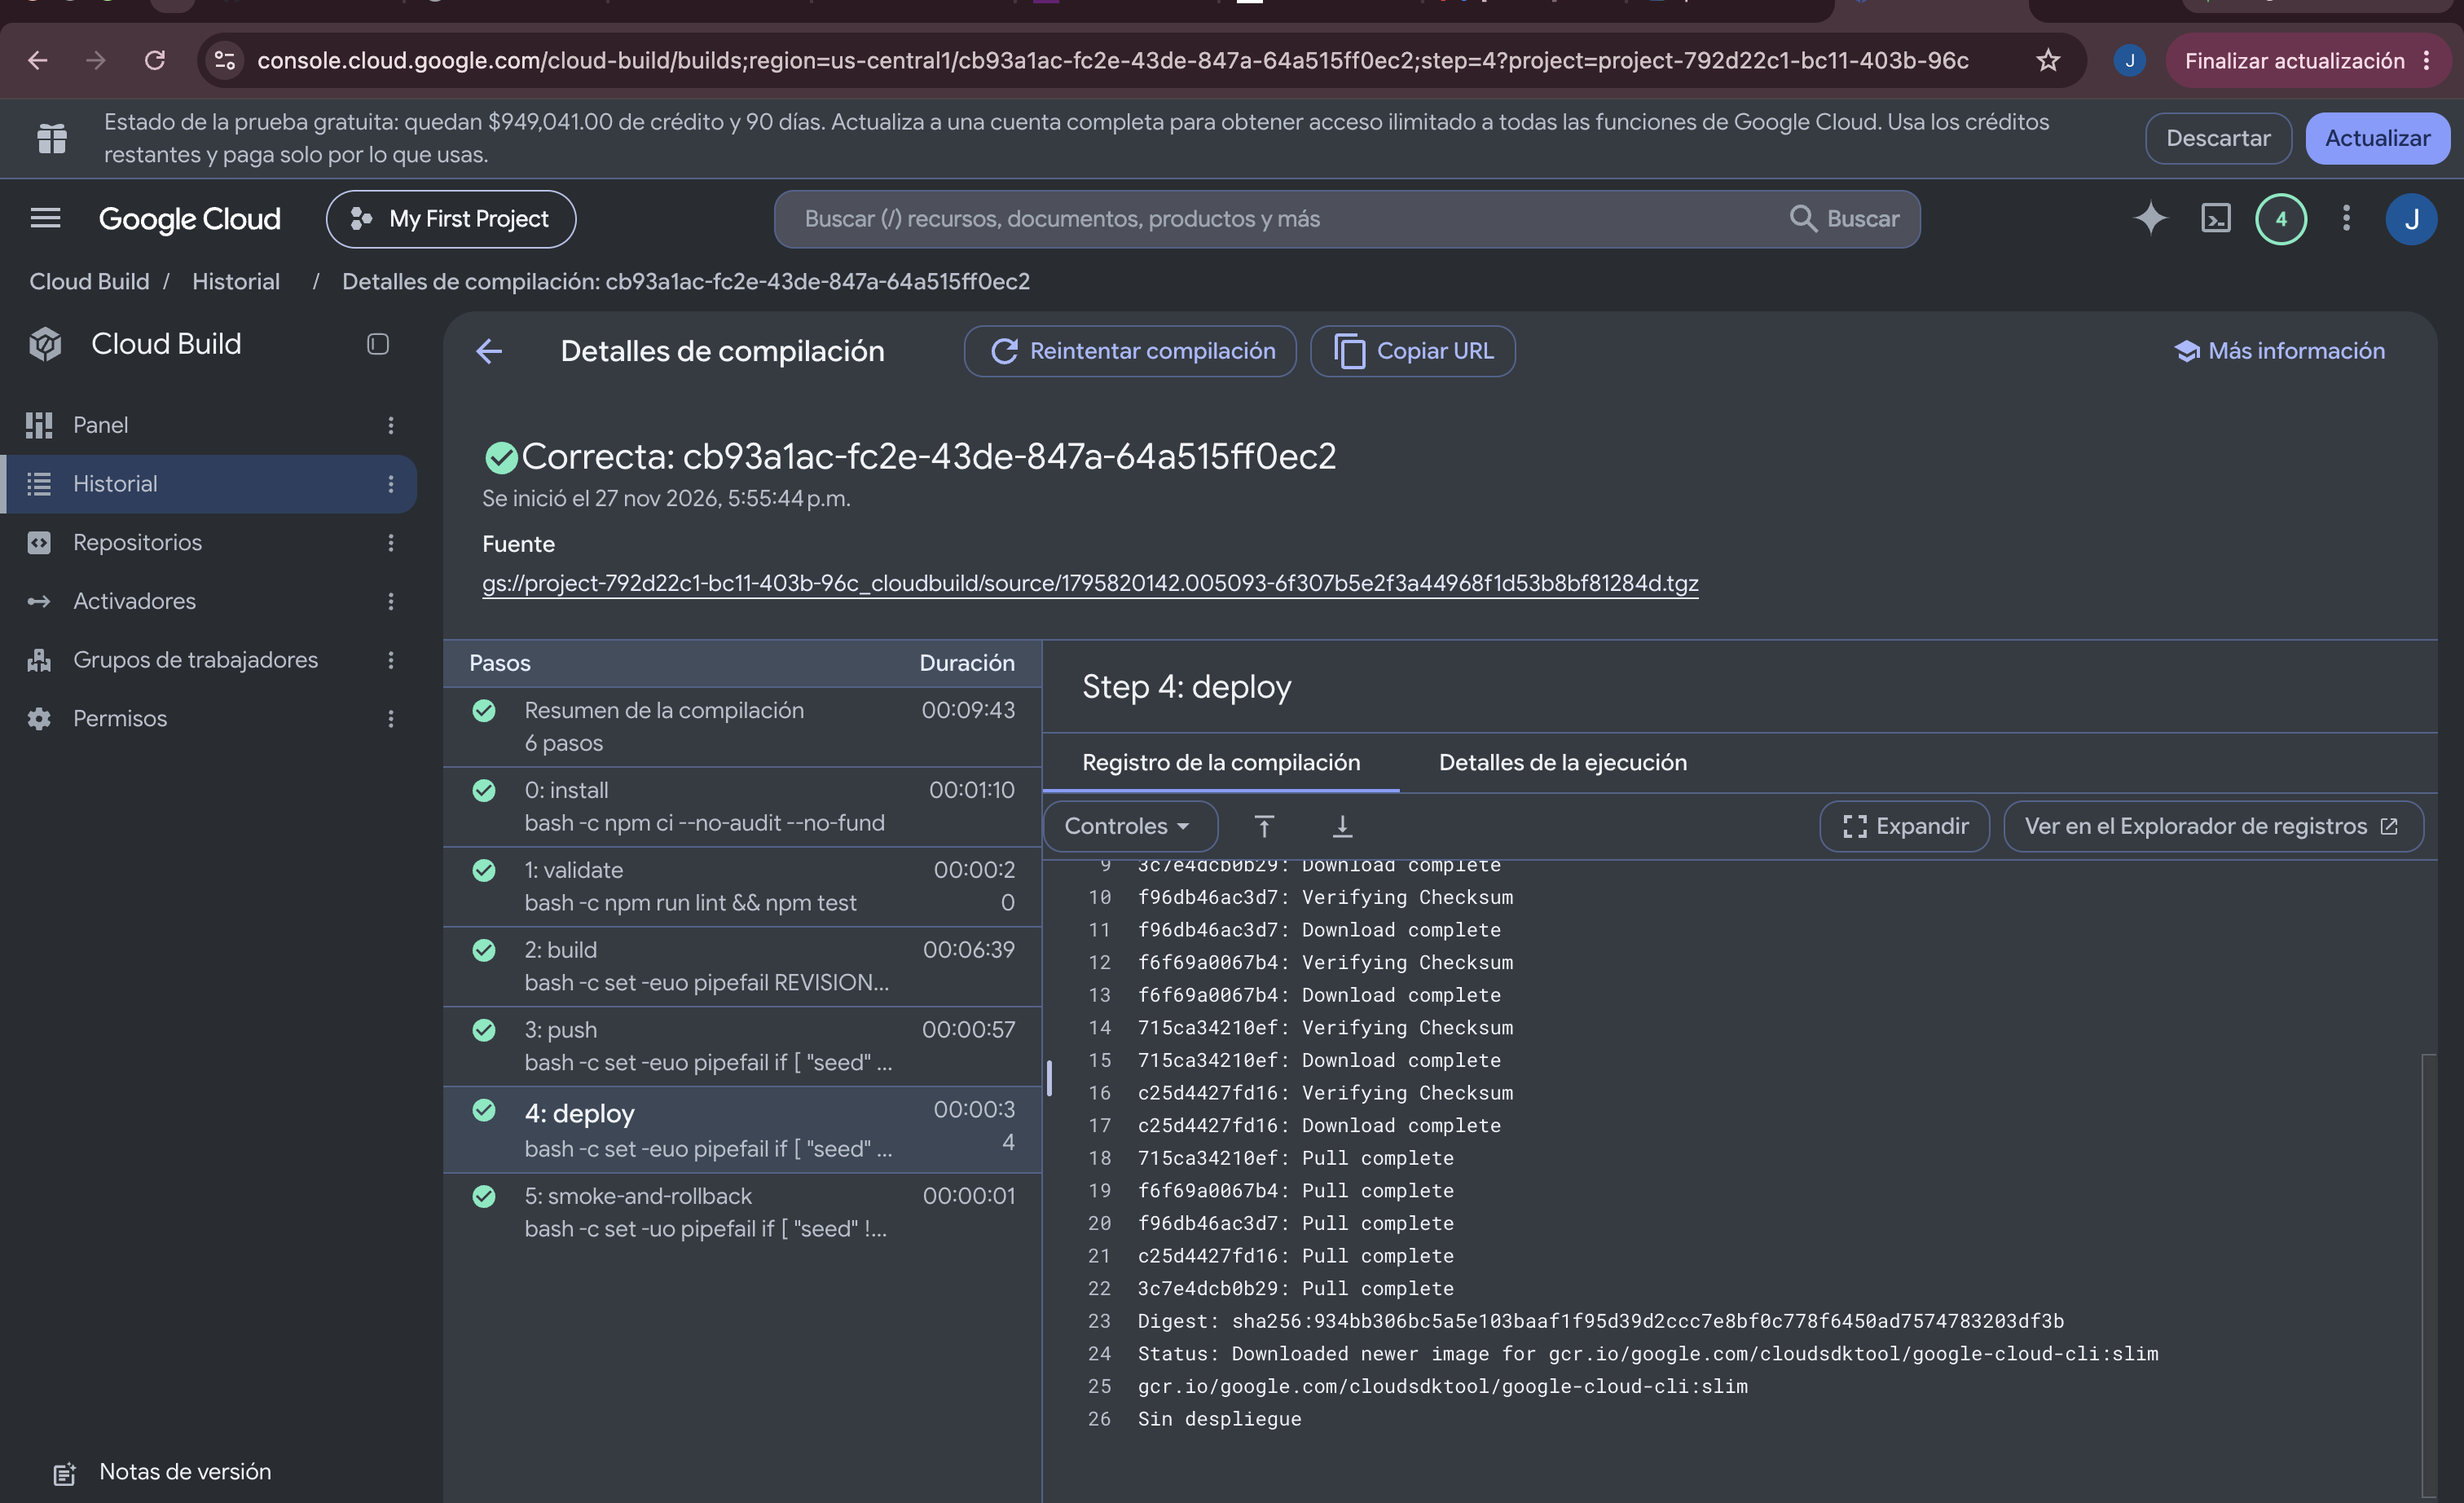 console.cloud.google.com/cloud-build/builds;region=us-central1/cb93a1ac-fc2e-43de-847a-64a515ff0ec2;step=4?project=project-792d22c1-bc11-403b-96c
J
Finalizar actualización
Estado de la prueba gratuita: quedan $949,041.00 de crédito y 90 días. Actualiza a una cuenta completa para obtener acceso ilimitado a todas las funciones de Google Cloud. Usa los créditos
restantes y paga solo por lo que usas.
Descartar
Actualizar
Google Cloud
My First Project
Buscar (/) recursos, documentos, productos y más
Buscar
4
J
Cloud Build / Historial / Detalles de compilación: cb93a1ac-fc2e-43de-847a-64a515ff0ec2
Cloud Build
Panel
Historial
Repositorios
Activadores
Grupos de trabajadores
Permisos
Notas de versión
Detalles de compilación
Reintentar compilación
Copiar URL
Más información
Correcta: cb93a1ac-fc2e-43de-847a-64a515ff0ec2
Se inició el 27 nov 2026, 5:55:44 p.m.
Fuente
gs://project-792d22c1-bc11-403b-96c_cloudbuild/source/1795820142.005093-6f307b5e2f3a44968f1d53b8bf81284d.tgz
Pasos Duración
Resumen de la compilación 00:09:43
6 pasos
0: install 00:01:10
bash -c npm ci --no-audit --no-fund
1: validate 00:00:2
bash -c npm run lint && npm test 0
2: build 00:06:39
bash -c set -euo pipefail REVISION...
3: push 00:00:57
bash -c set -euo pipefail if [ "seed" ...
4: deploy 00:00:3
bash -c set -euo pipefail if [ "seed" ... 4
5: smoke-and-rollback 00:00:01
bash -c set -uo pipefail if [ "seed" !...
Step 4: deploy
Registro de la compilación
Detalles de la ejecución
Controles
Expandir
Ver en el Explorador de registros
9 3c7e4dcb0b29: Download complete
10 f96db46ac3d7: Verifying Checksum
11 f96db46ac3d7: Download complete
12 f6f69a0067b4: Verifying Checksum
13 f6f69a0067b4: Download complete
14 715ca34210ef: Verifying Checksum
15 715ca34210ef: Download complete
16 c25d4427fd16: Verifying Checksum
17 c25d4427fd16: Download complete
18 715ca34210ef: Pull complete
19 f6f69a0067b4: Pull complete
20 f96db46ac3d7: Pull complete
21 c25d4427fd16: Pull complete
22 3c7e4dcb0b29: Pull complete
23 Digest: sha256:934bb306bc5a5e103baaf1f95d39d2ccc7e8bf0c778f6450ad7574783203df3b
24 Status: Downloaded newer image for gcr.io/google.com/cloudsdktool/google-cloud-cli:slim
25 gcr.io/google.com/cloudsdktool/google-cloud-cli:slim
26 Sin despliegue